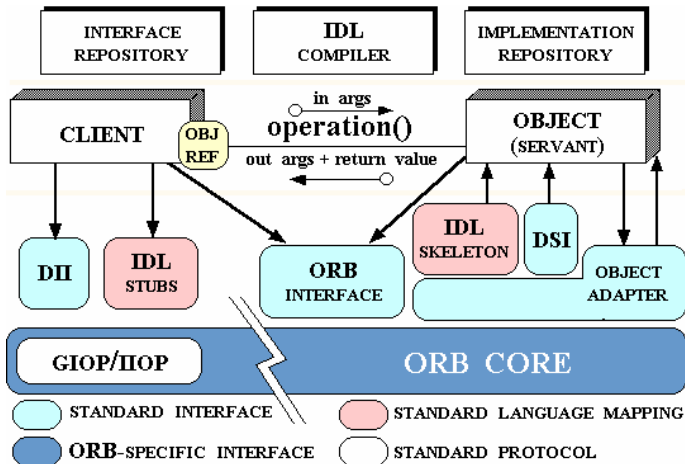 INTERFACE
REPOSITORY
IDL
COMPILER
IMPLEMENTATION
REPOSITORY
CLIENT
OBJ
REF
in args
operation()
out args + return value
OBJECT
(SERVANT)
DII
IDL
STUBS
ORB
INTERFACE
IDL
SKELETON
DSI
OBJECT
ADAPTER
GIOP/IIOP
ORB CORE
STANDARD INTERFACE
STANDARD LANGUAGE MAPPING
ORB-SPECIFIC INTERFACE
STANDARD PROTOCOL